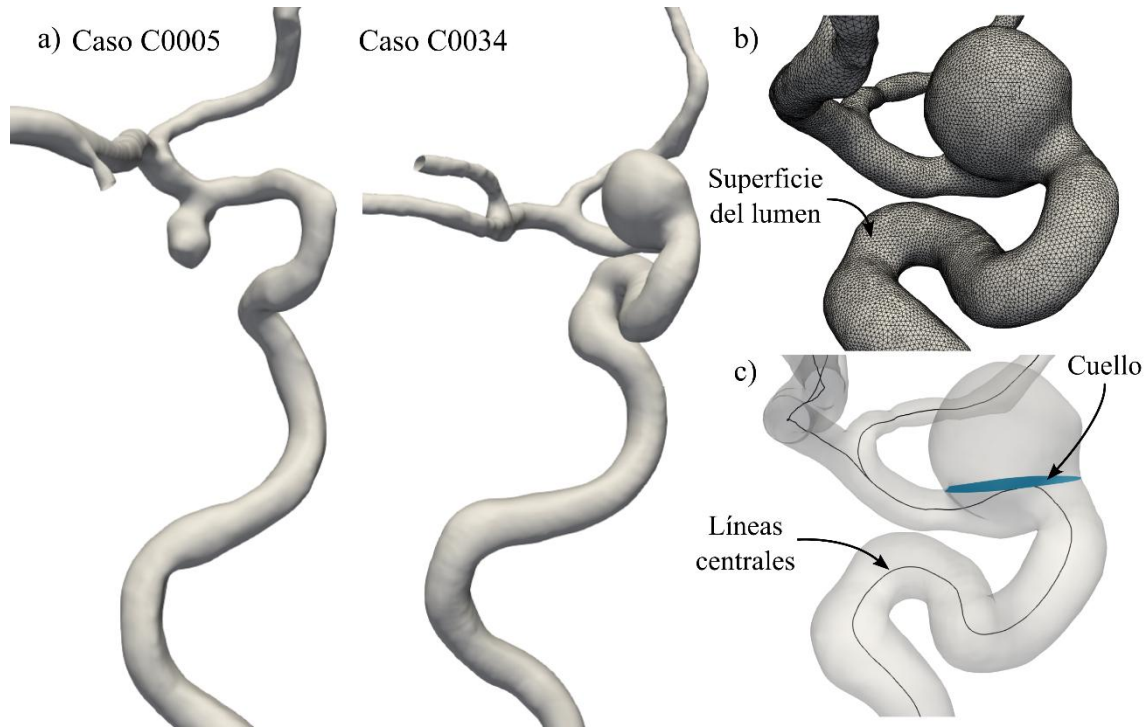 a) Caso C0005
Caso C0034
b)
Superficie
del lumen
c)
Cuello
Líneas
centrales